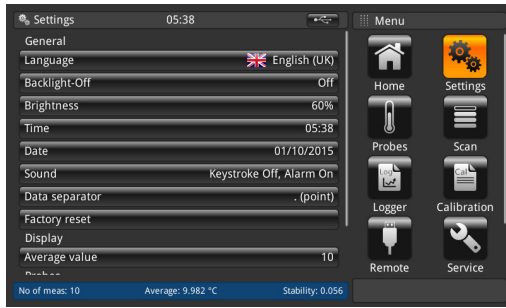 Settings 05:38 Menu
General
Language English (UK)
Backlight-Off Off
Brightness 60%
Time 05:38
Date 01/10/2015
Sound Keystroke Off, Alarm On
Data separator . (point)
Factory reset
Display
Average value 10
Probes
No of meas: 10 Average: 9.982 °C Stability: 0.056
Home Settings
Probes Scan
Log Cal
Logger Calibration
Remote Service